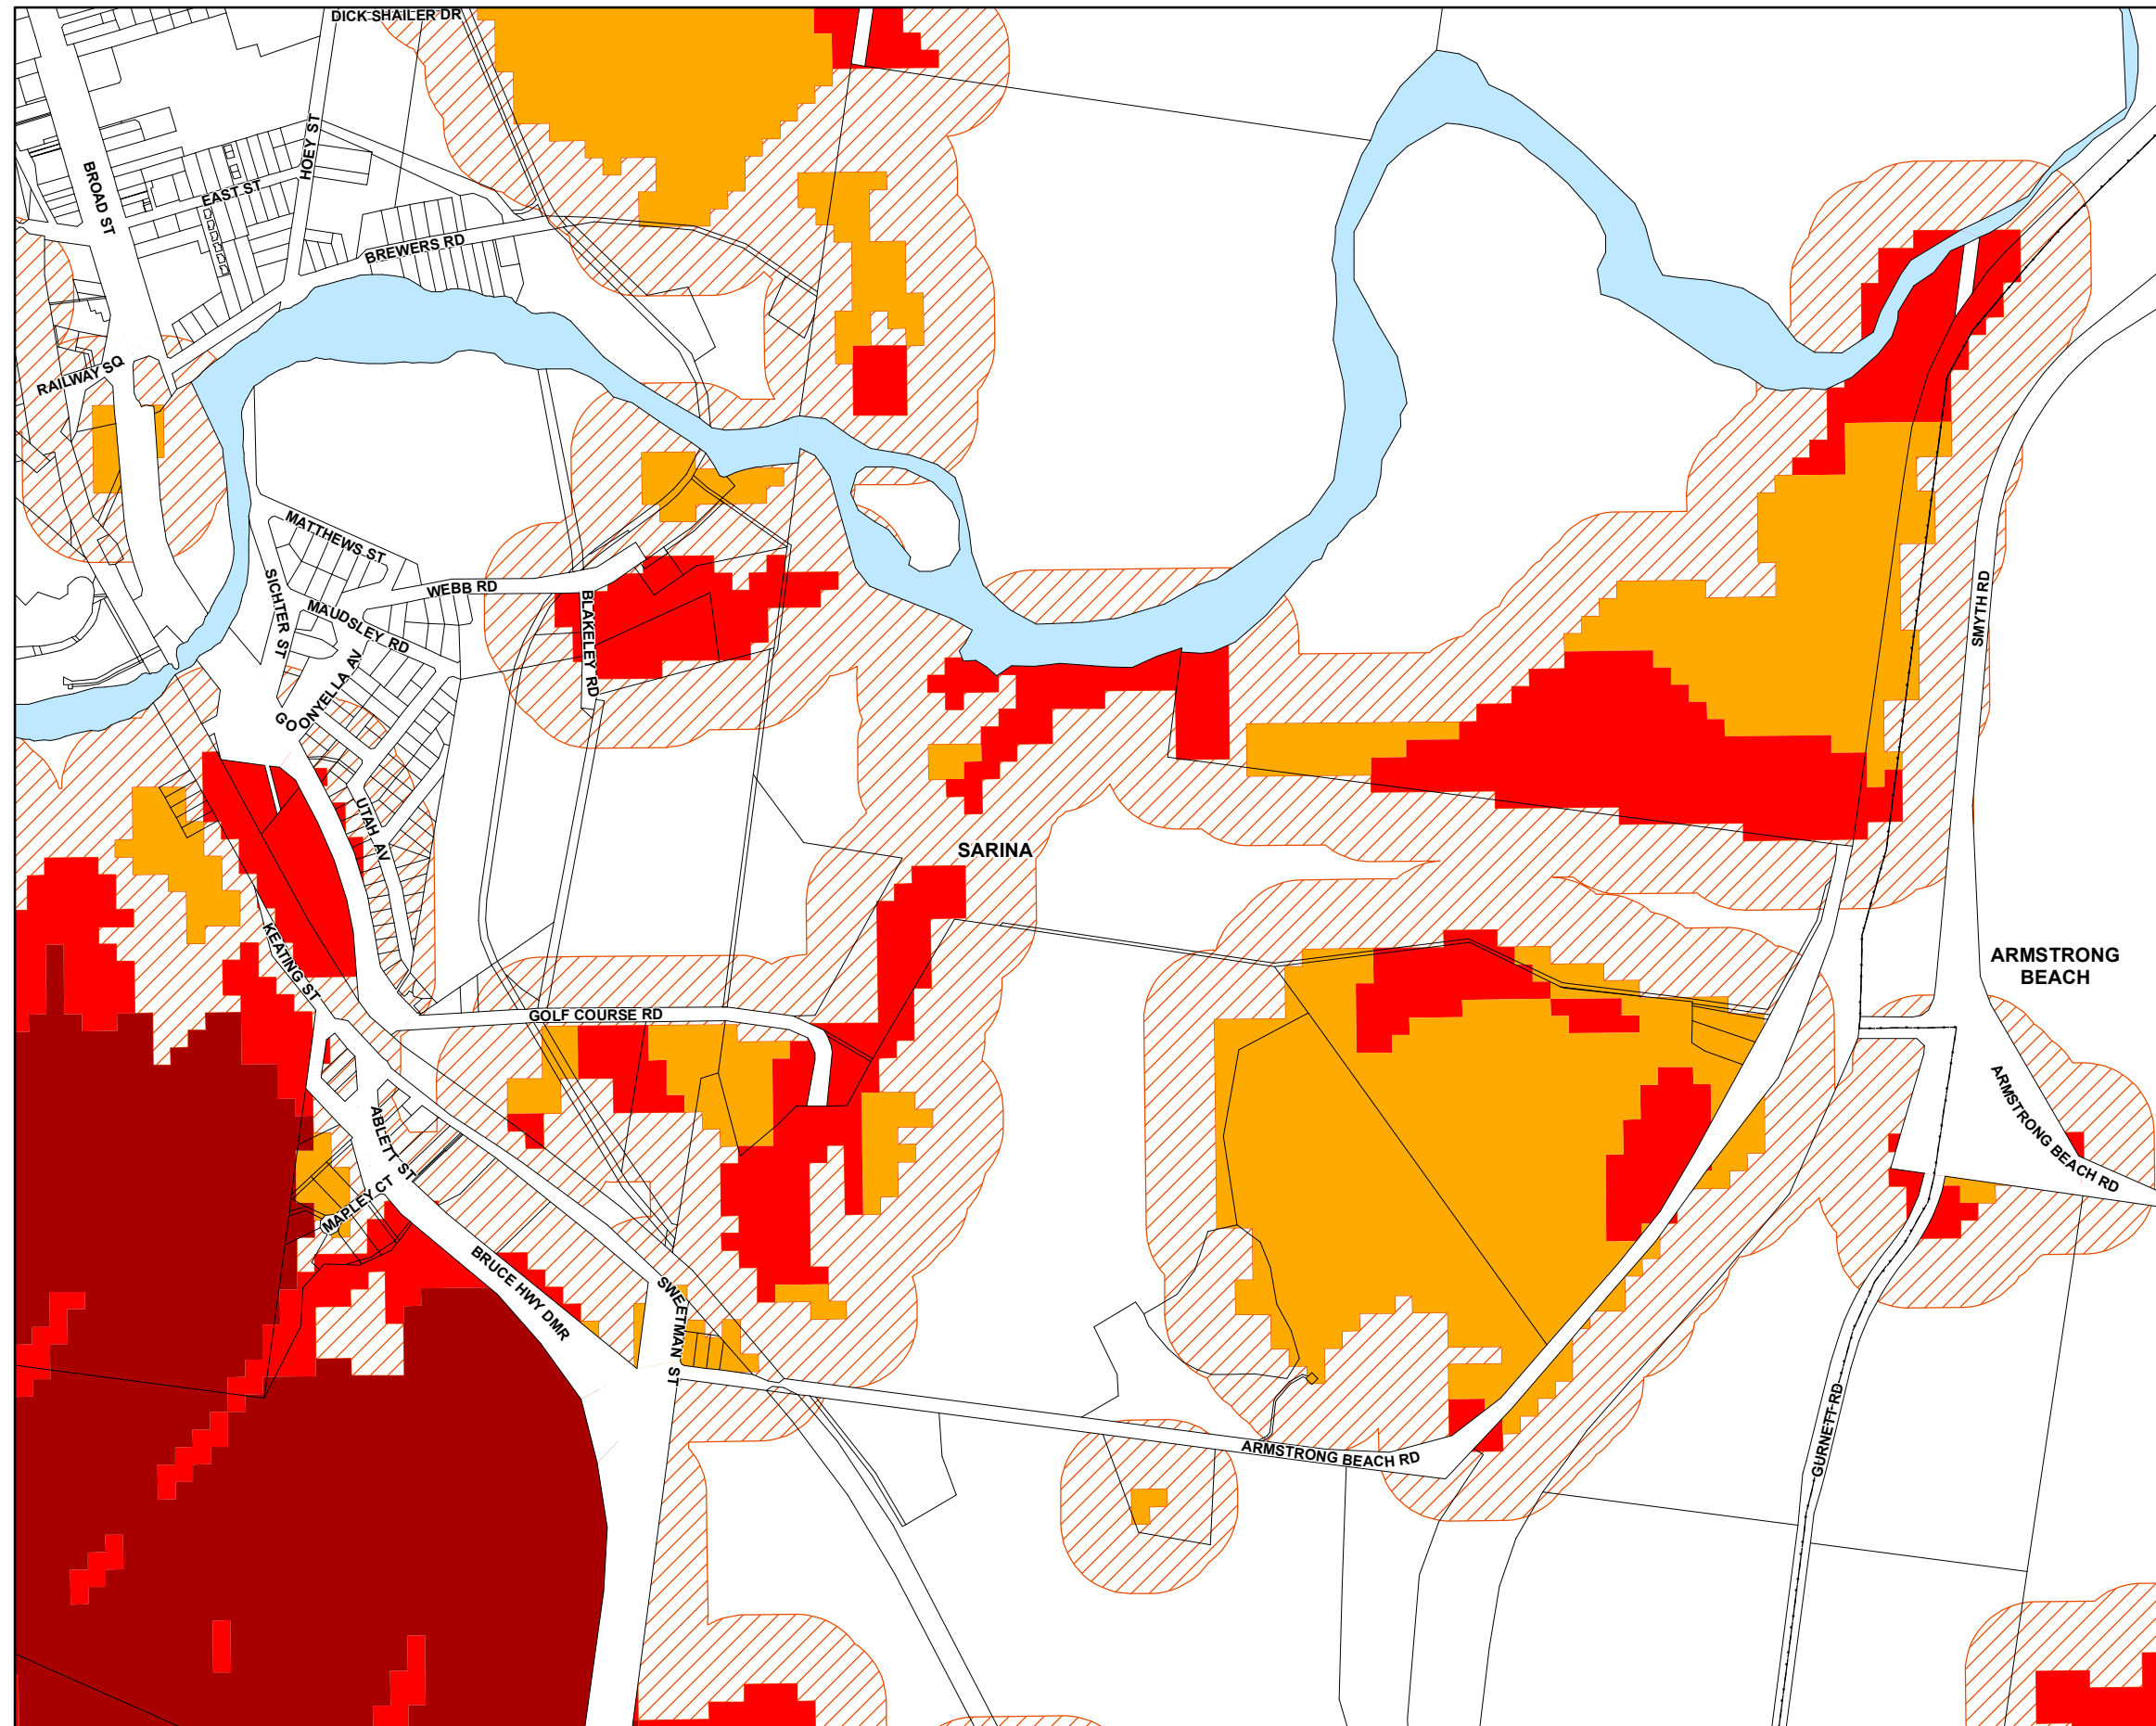 DICK SHAILER DR
BROAD ST
EAST ST
HOEY ST
BREWERS RD
RAILWAY SQ
MATTHEWS ST
SICHTER ST
MAUDSLEY RD
WEBB RD
BLAKELEY RD
GOONYELLA AV
SMYTH RD
UTAH AV
SARINA
KEATING ST
ARMSTRONG
BEACH
GOLF COURSE RD
ABLETT ST
MAPLEY CT
ARMSTRONG BEACH RD
BRUCE HWY DMR
SWEETMAN ST
ARMSTRONG BEACH RD
GURNETT RD